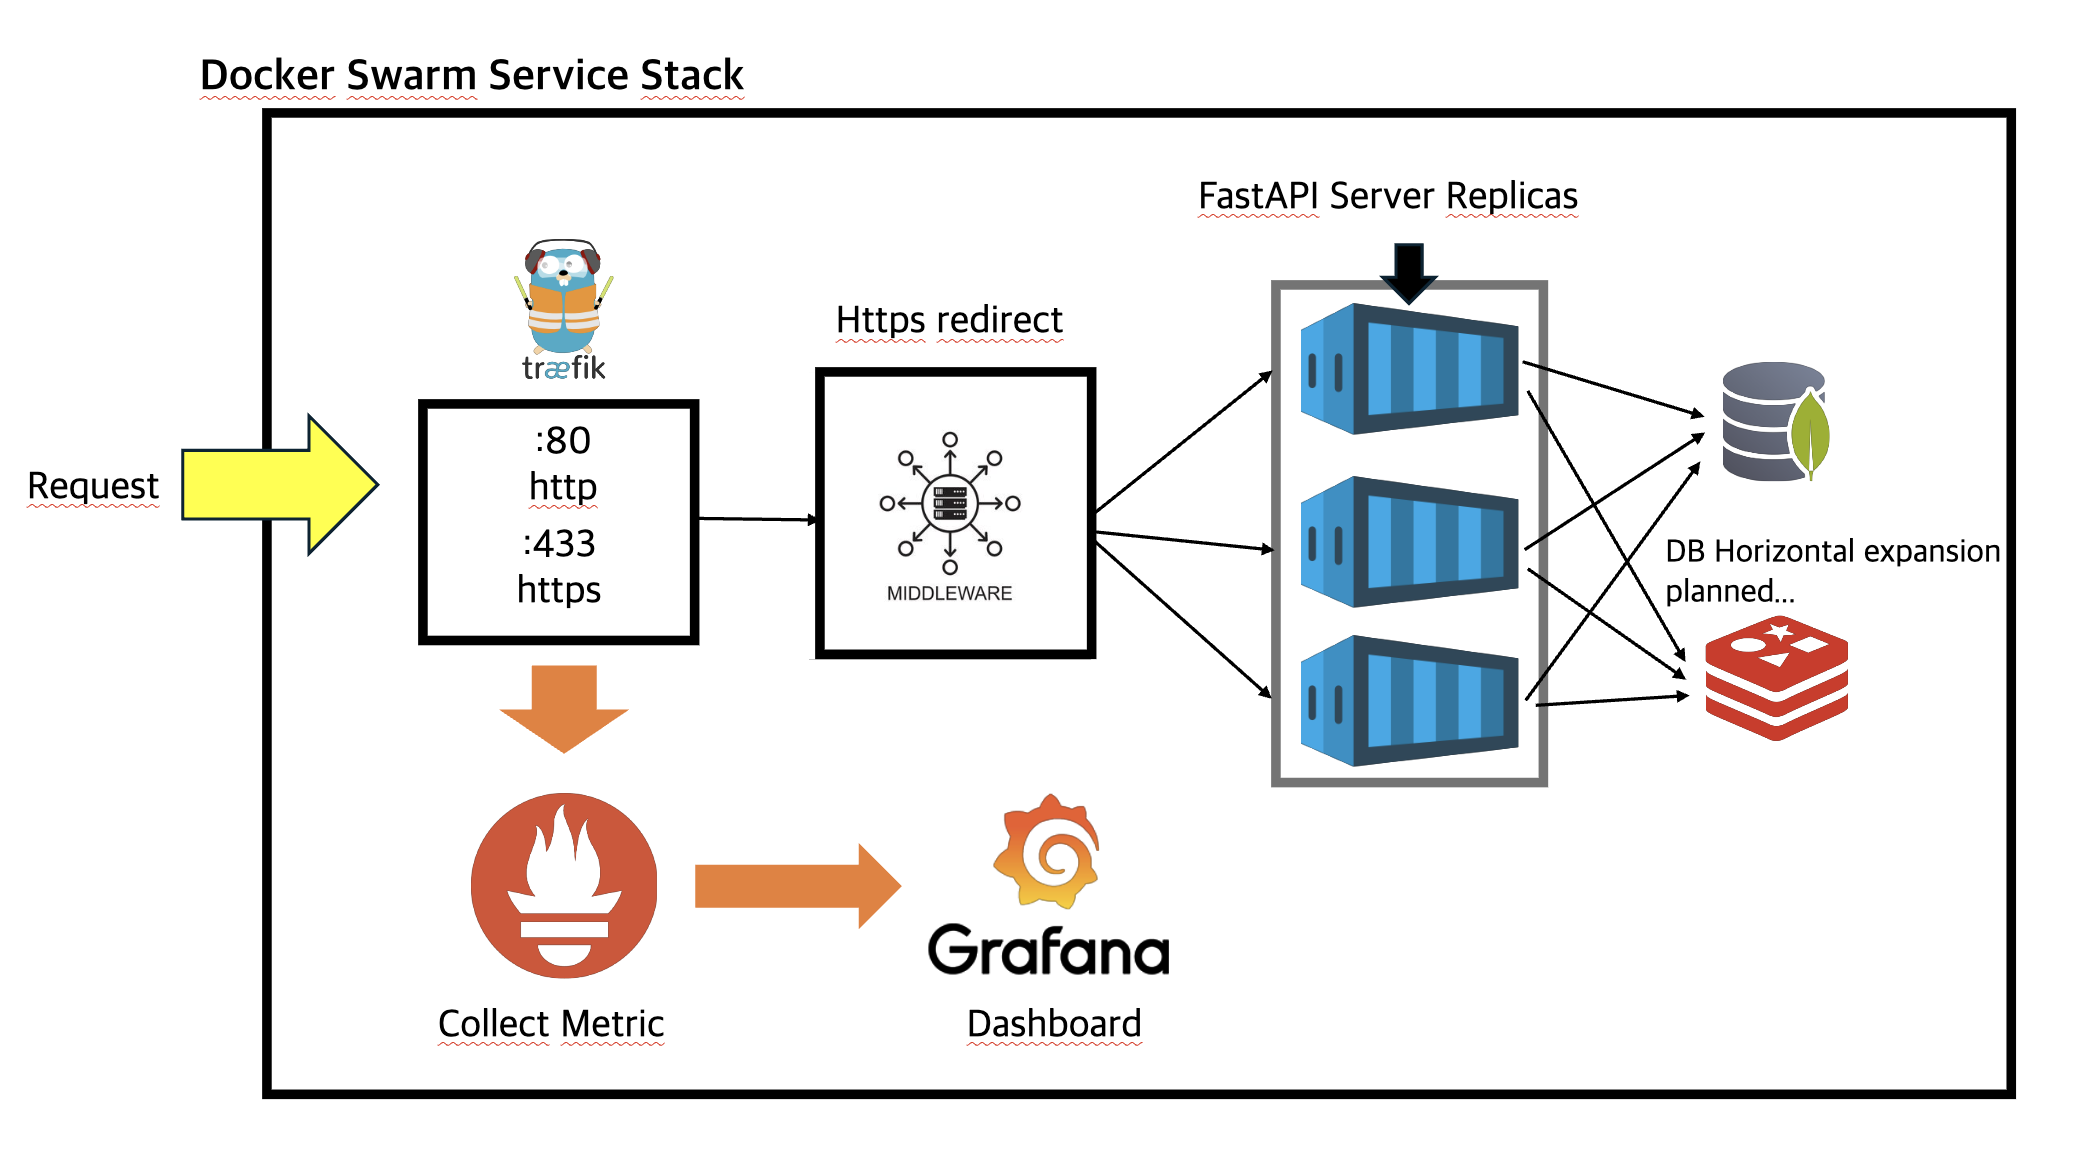 Docker Swarm Service Stack
FastAPI Server Replicas
træfik
Https redirect
:80
http
:433
https
Request
MIDDLEWARE
DB Horizontal expansion
planned...
Grafana
Collect Metric
Dashboard